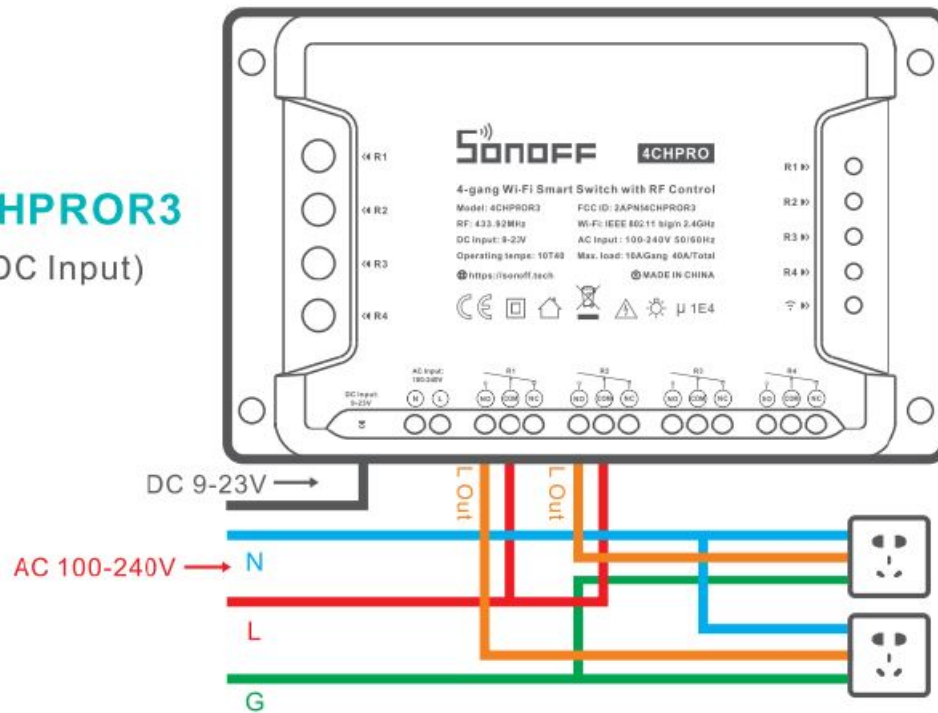 HPROR3
DC Input)
SONOFF 4CHPRO
4-gang Wi-Fi Smart Switch with RF Control
Model: 4CHPROR3 FCC ID: 2APN54CHPROR3
RF: 433.92MHz Wi-Fi: IEEE 802.11 b/g/n 2.4GHz
DC Input: 9-23V AC Input: 100-240V 50/60Hz
Operating temps: 10T40 Max. load: 10A/Gang 40A/Total
https://sonoff.tech MADE IN CHINA
CE μ 1E4
R1
R2
R3
R4
R1
R2
R3
R4
AC Input:
100-240V
R1 R2 R3 R4
DC Input:
9-23V
N L NO COM NC NO COM NC NO COM NC NO COM NC
DC 9-23V
L Out
L Out
AC 100-240V
N
L
G